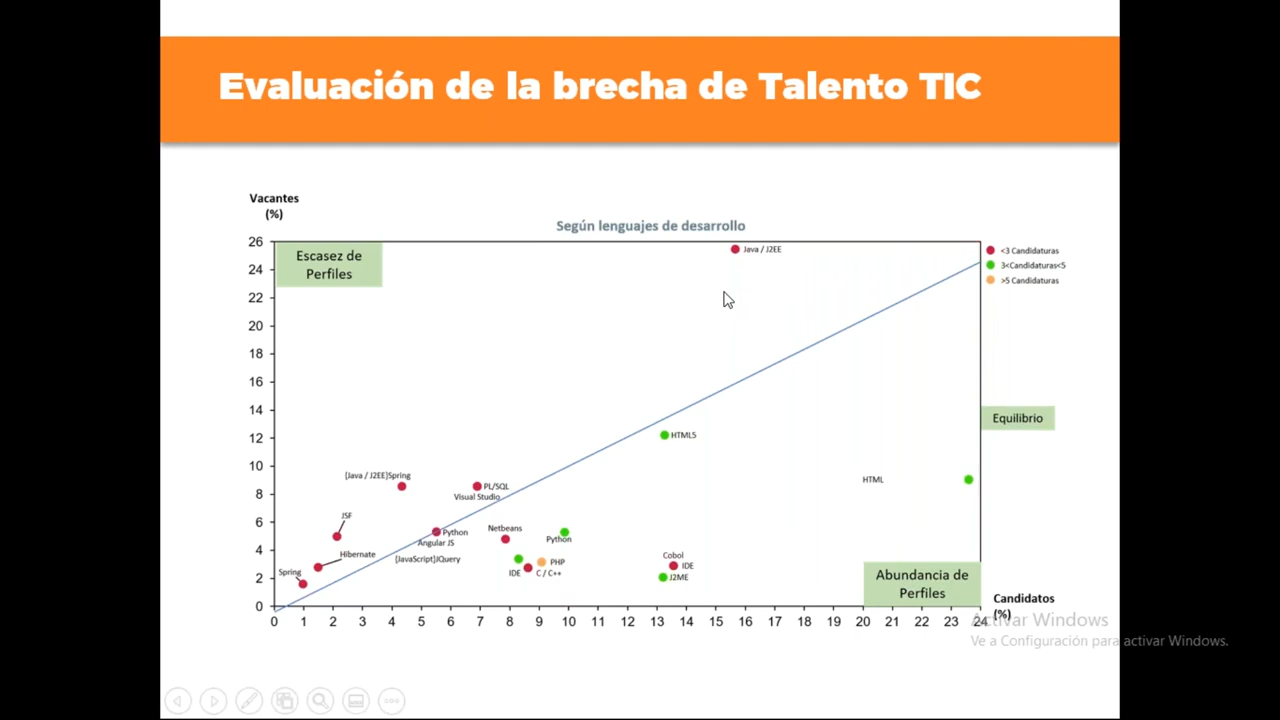 Evaluación de la brecha de Talento TIC
Vacantes
(%)
Según lenguajes de desarrollo
26
24
22
20
18
16
14
12
10
8
6
4
2
0
Escasez de
Perfiles
Java / J2EE
<3 Candidaturas
3<Candidaturas<5
>5 Candidaturas
Equilibrio
HTML5
HTML
{Java / J2EE}Spring
PL/SQL
Visual Studio
JSF
Python
Angular JS
Netbeans
Python
Hibernate
{JavaScript}JQuery
PHP
Cobol
IDE
Spring
IDE
C / C++
J2ME
Abundancia de
Perfiles
Candidatos
(%)
0 1 2 3 4 5 6 7 8 9 10 11 12 13 14 15 16 17 18 19 20 21 22 23 24
Activar Windows
Ve a Configuración para activar Windows.